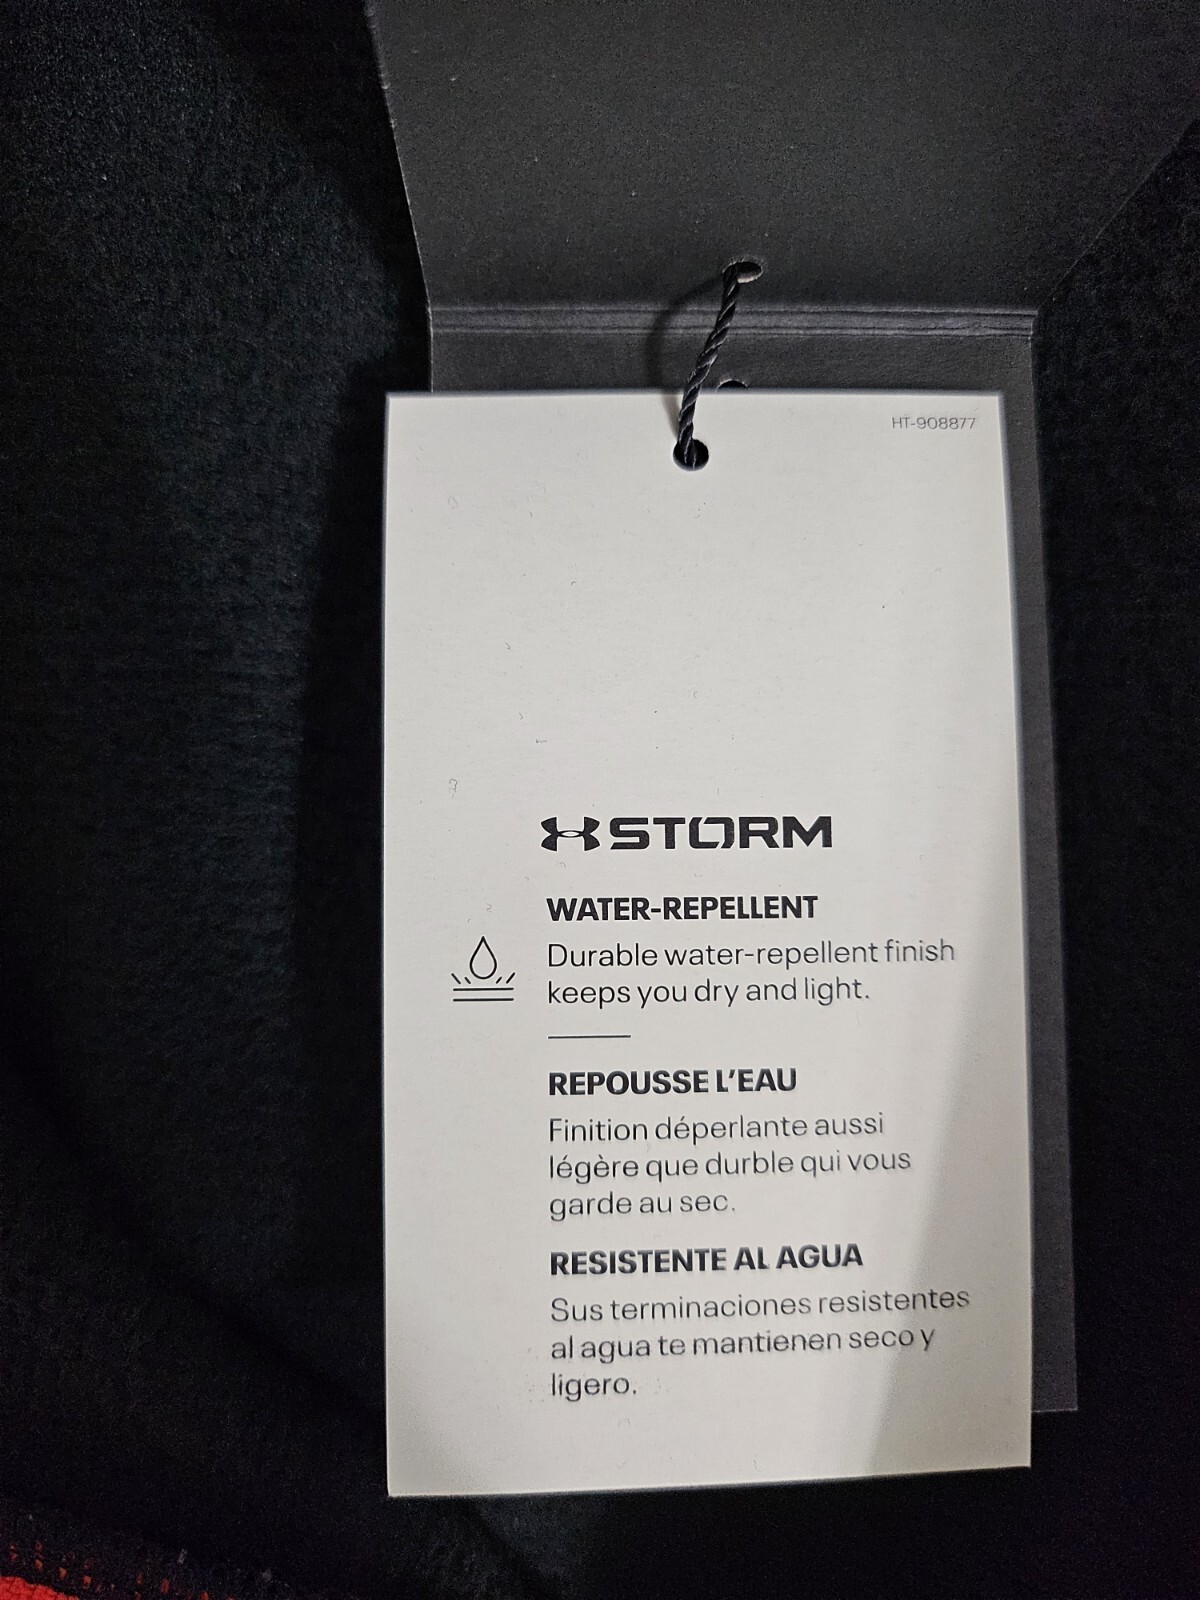 HT-908877
STORM
WATER-REPELLENT
Durable water-repellent finish
keeps you dry and light.
REPOUSSE L'EAU
Finition déperlante aussi
légère que durble qui vous
garde au sec.
RESISTENTE AL AGUA
Sus terminaciones resistentes
al agua te mantienen seco y
ligero.